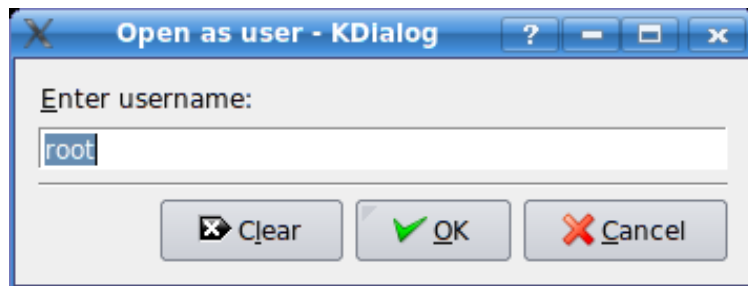 Open as user - KDialog
Enter username:
root
Clear
OK
Cancel